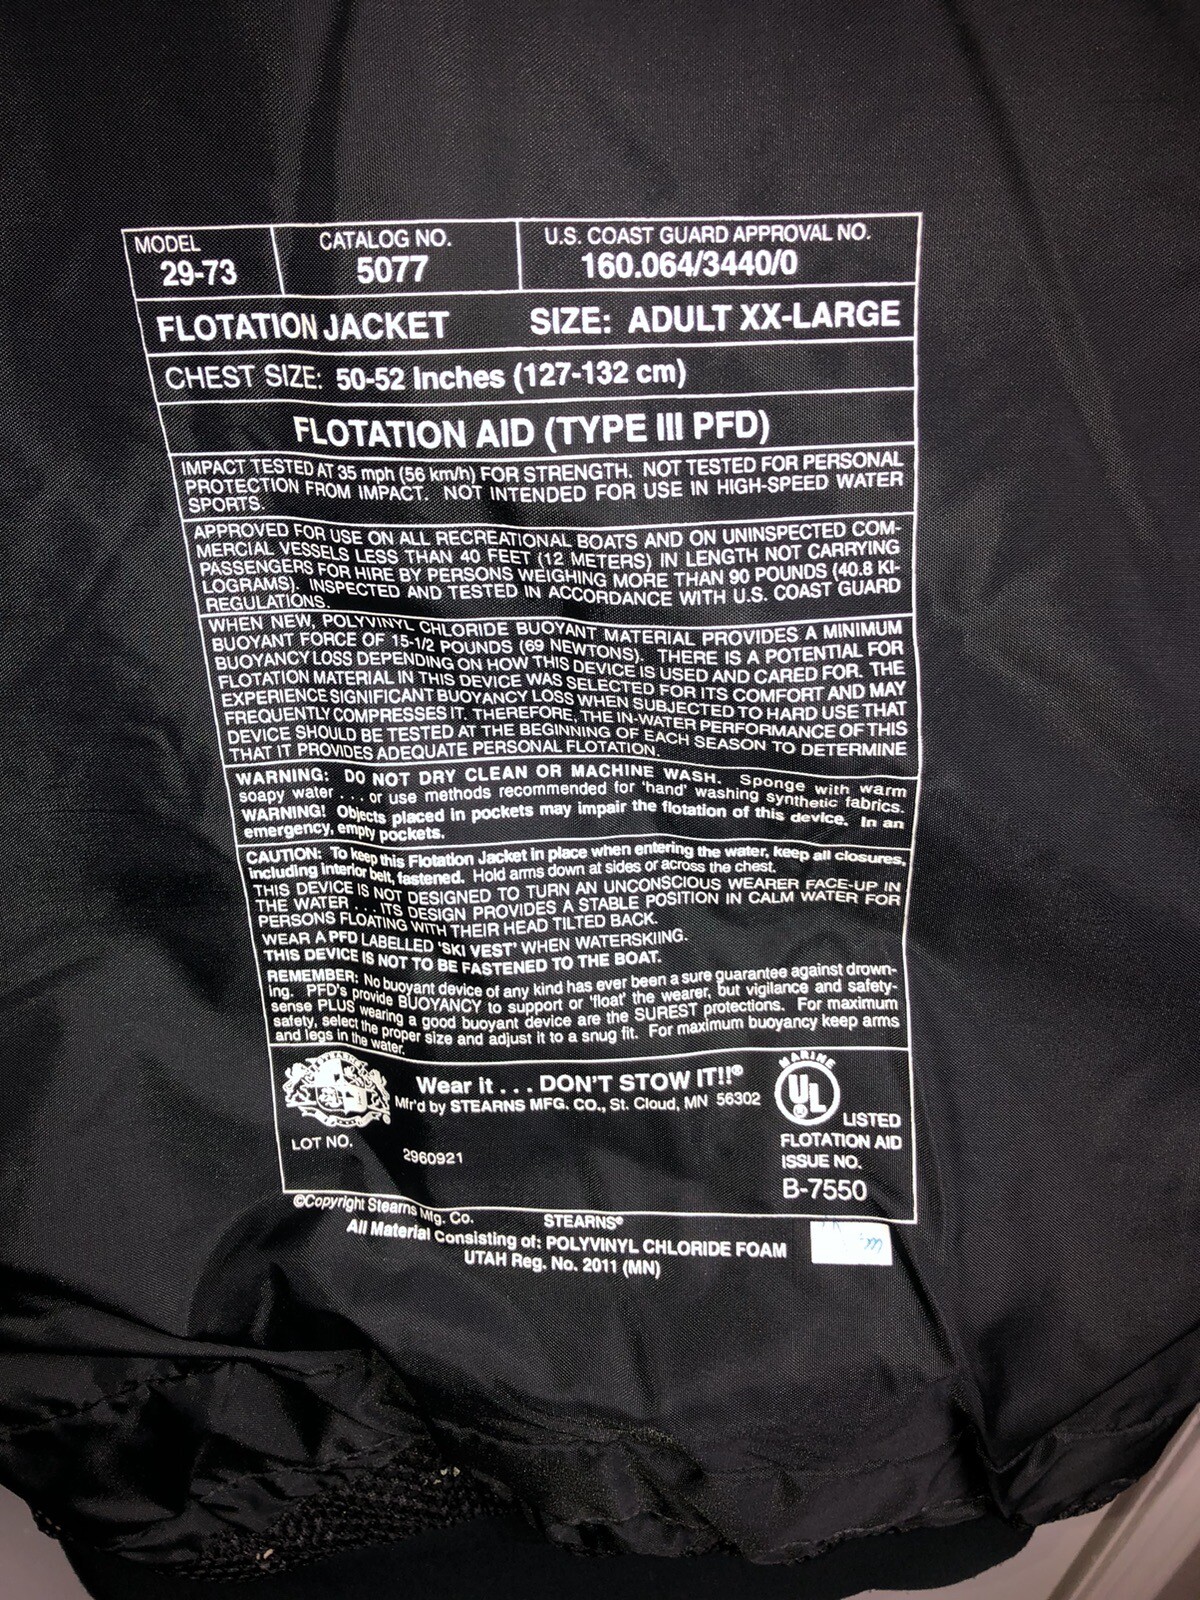 MODEL
29-73
CATALOG NO.
5077
U.S. COAST GUARD APPROVAL NO.
160.064/3440/0
FLOTATION JACKET SIZE: ADULT XX-LARGE
CHEST SIZE: 50-52 Inches (127-132 cm)
FLOTATION AID (TYPE III PFD)
IMPACT TESTED AT 35 mph (56 km/h) FOR STRENGTH. NOT TESTED FOR PERSONAL
PROTECTION FROM IMPACT. NOT INTENDED FOR USE IN HIGH-SPEED WATER
SPORTS.
APPROVED FOR USE ON ALL RECREATIONAL BOATS AND ON UNINSPECTED COM-
MERCIAL VESSELS LESS THAN 40 FEET (12 METERS) IN LENGTH NOT CARRYING
PASSENGERS FOR HIRE BY PERSONS WEIGHING MORE THAN 90 POUNDS (40.8 KI-
LOGRAMS). INSPECTED AND TESTED IN ACCORDANCE WITH U.S. COAST GUARD
REGULATIONS.
WHEN NEW, POLYVINYL CHLORIDE BUOYANT MATERIAL PROVIDES A MINIMUM
BUOYANT FORCE OF 15-1/2 POUNDS (69 NEWTONS). THERE IS A POTENTIAL FOR
BUOYANCY LOSS DEPENDING ON HOW THIS DEVICE IS USED AND CARED FOR. THE
FLOTATION MATERIAL IN THIS DEVICE WAS SELECTED FOR ITS COMFORT AND MAY
EXPERIENCE SIGNIFICANT BUOYANCY LOSS WHEN SUBJECTED TO HARD USE THAT
FREQUENTLY COMPRESSES IT. THEREFORE, THE IN-WATER PERFORMANCE OF THIS
DEVICE SHOULD BE TESTED AT THE BEGINNING OF EACH SEASON TO DETERMINE
THAT IT PROVIDES ADEQUATE PERSONAL FLOTATION.
WARNING: DO NOT DRY CLEAN OR MACHINE WASH. Sponge with warm
soapy water . . . or use methods recommended for 'hand' washing synthetic fabrics.
WARNING! Objects placed in pockets may impair the flotation of this device. In an
emergency, empty pockets.
CAUTION: To keep this Flotation Jacket in place when entering the water, keep all closures,
including interior belt, fastened. Hold arms down at sides or across the chest.
THIS DEVICE IS NOT DESIGNED TO TURN AN UNCONSCIOUS WEARER FACE-UP IN
THE WATER . . . ITS DESIGN PROVIDES A STABLE POSITION IN CALM WATER FOR
PERSONS FLOATING WITH THEIR HEAD TILTED BACK.
WEAR A PFD LABELLED 'SKI VEST' WHEN WATERSKIING.
THIS DEVICE IS NOT TO BE FASTENED TO THE BOAT.
REMEMBER: No buoyant device of any kind has ever been a sure guarantee against drown-
ing. PFD's provide BUOYANCY to support or 'float' the wearer, but vigilance and safety-
sense PLUS wearing a good buoyant device are the SUREST protections. For maximum
safety, select the proper size and adjust it to a snug fit. For maximum buoyancy keep arms
and legs in the water.
Wear it . . . DON'T STOW IT!!®
Mfr'd by STEARNS MFG. CO., St. Cloud, MN 56302
MARINE
UL
®
LISTED
FLOTATION AID
ISSUE NO.
B-7550
LOT NO.
2960921
©Copyright Stearns Mfg. Co. STEARNS®
All Material Consisting of: POLYVINYL CHLORIDE FOAM
UTAH Reg. No. 2011 (MN)